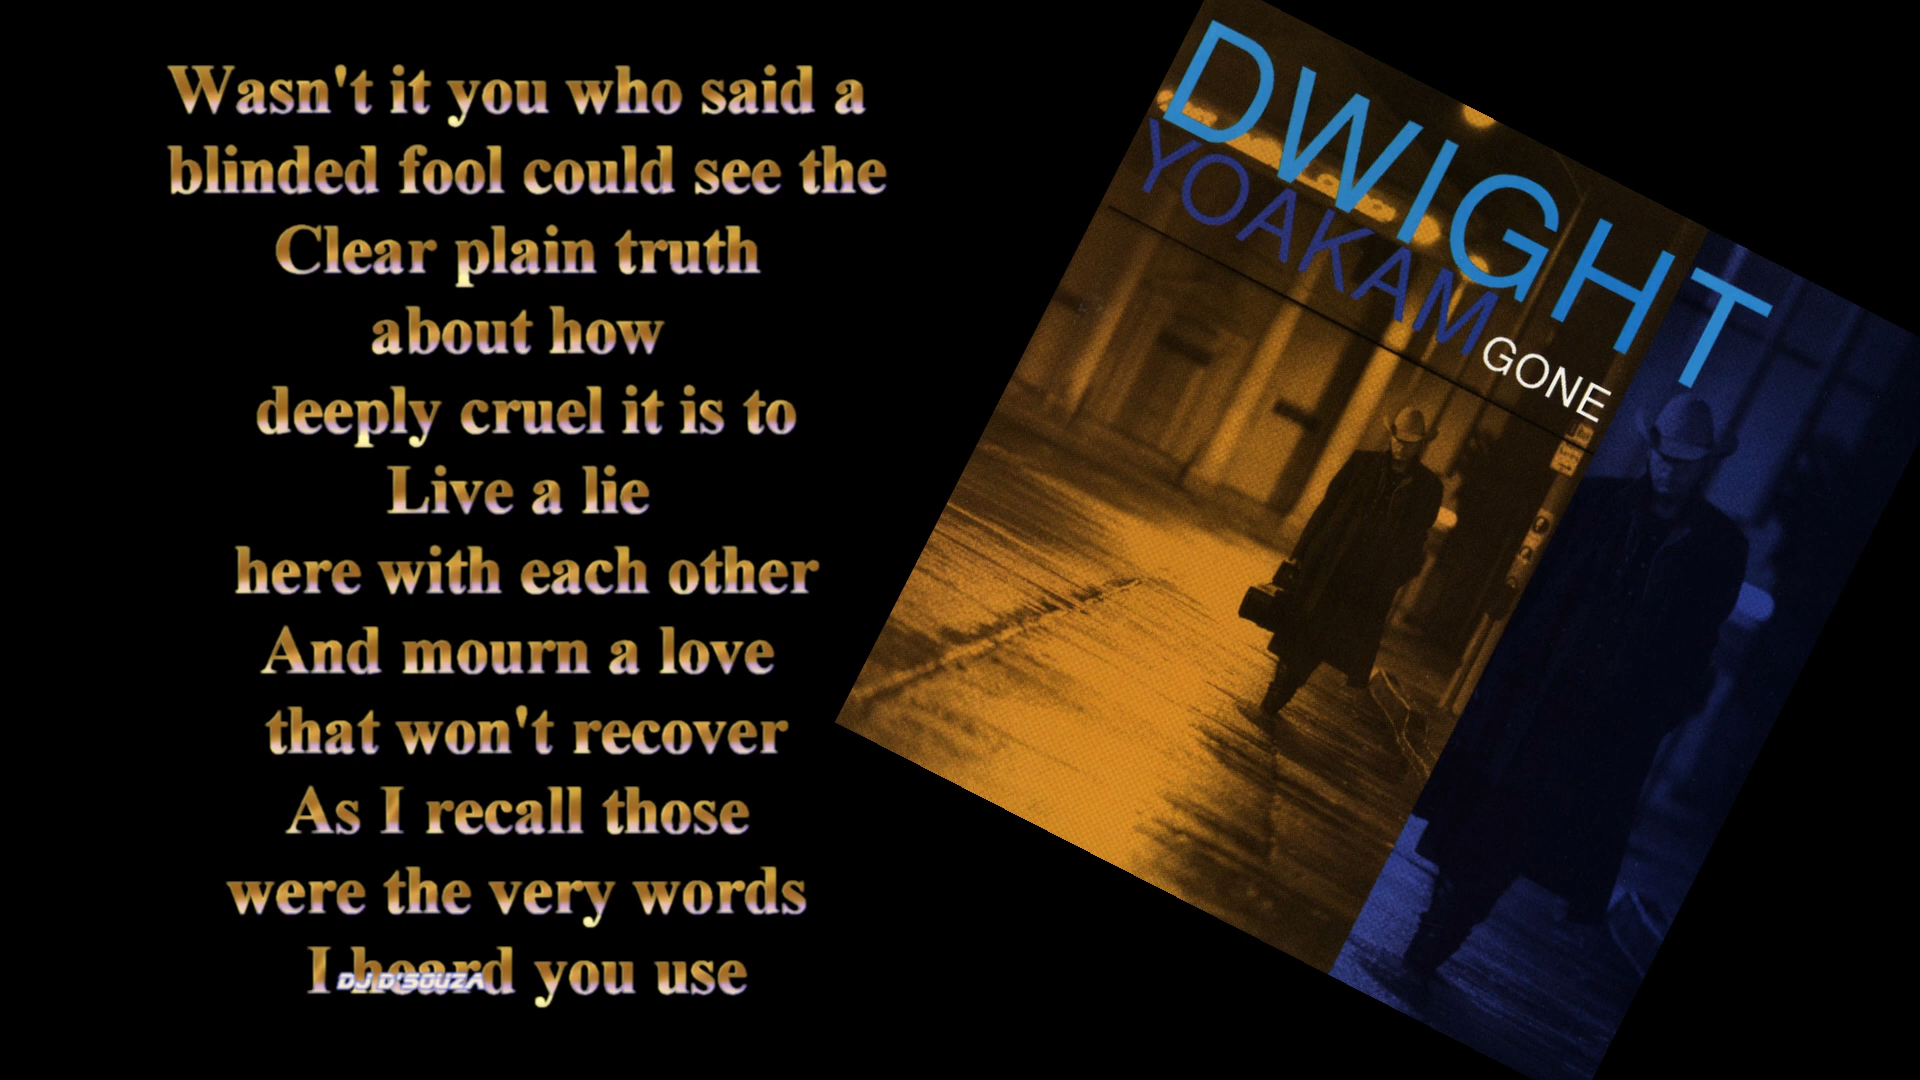 Wasn't it you who said a
blinded fool could see the
Clear plain truth
about how
deeply cruel it is to
Live a lie
here with each other
And mourn a love
that won't recover
As I recall those
were the very words
I heard you use
DJ D'SOUZA
DWIGHT
YOAKAM
GONE